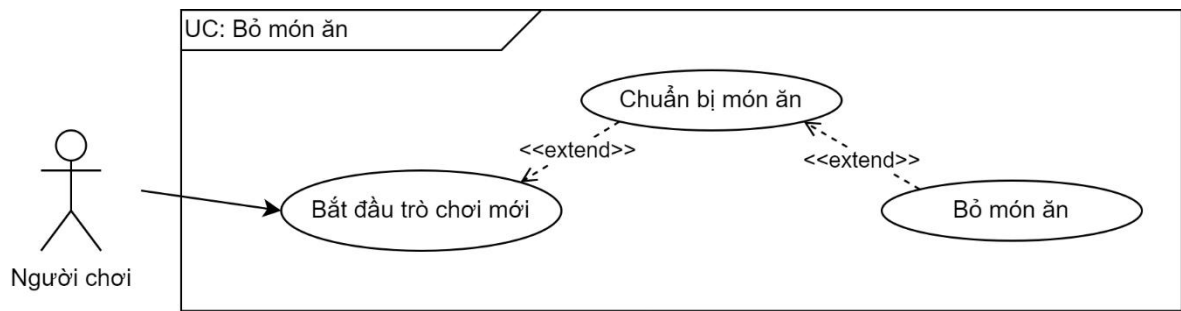 UC: Bỏ món ăn
Chuẩn bị món ăn
<<extend>>
<<extend>>
Bắt đầu trò chơi mới
Bỏ món ăn
Người chơi